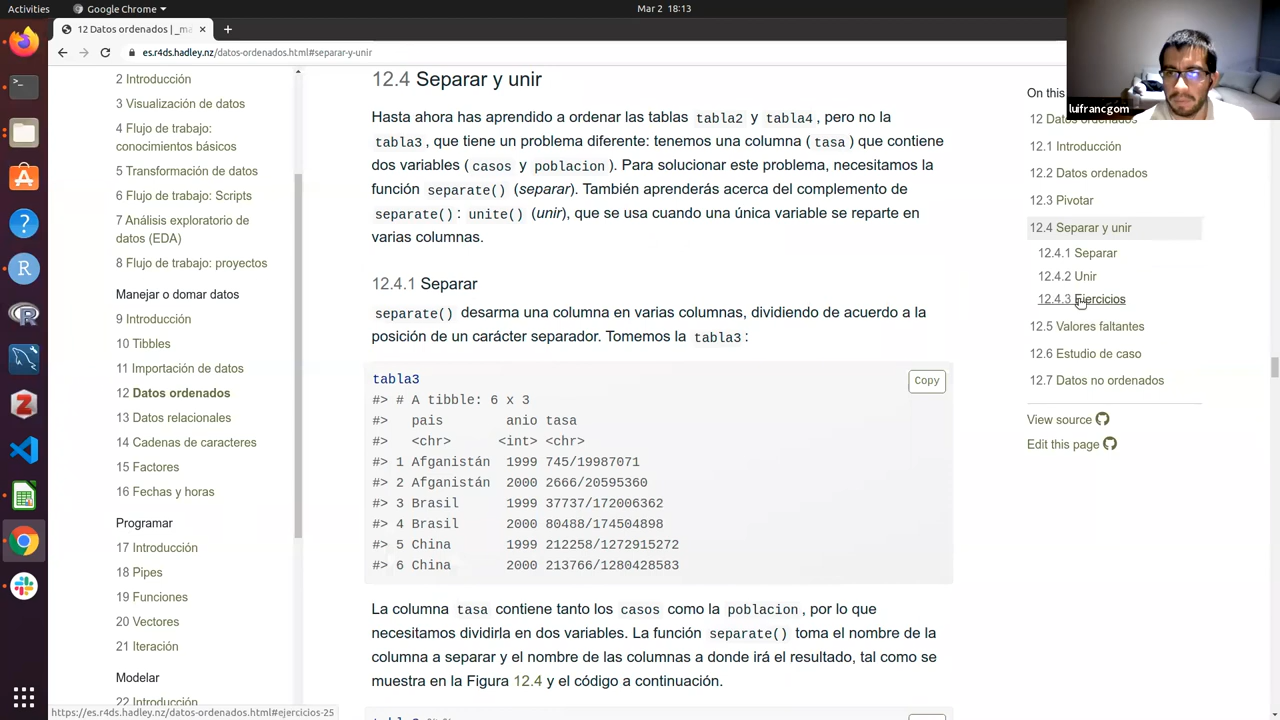 Activities
Google Chrome
Mar 2 18:13
12 Datos ordenados | _ma
es.r4ds.hadley.nz/datos-ordenados.html#separar-y-unir
luifrancgom
2 Introducción
3 Visualización de datos
4 Flujo de trabajo:
conocimientos básicos
5 Transformación de datos
6 Flujo de trabajo: Scripts
7 Análisis exploratorio de
datos (EDA)
8 Flujo de trabajo: proyectos
Manejar o domar datos
9 Introducción
10 Tibbles
11 Importación de datos
12 Datos ordenados
13 Datos relacionales
14 Cadenas de caracteres
15 Factores
16 Fechas y horas
Programar
17 Introducción
18 Pipes
19 Funciones
20 Vectores
21 Iteración
Modelar
22 Introducción
https://es.r4ds.hadley.nz/datos-ordenados.html#ejercicios-25
12.4 Separar y unir
Hasta ahora has aprendido a ordenar las tablas tabla2 y tabla4, pero no la
tabla3, que tiene un problema diferente: tenemos una columna (tasa) que contiene
dos variables (casos y poblacion). Para solucionar este problema, necesitamos la
función separate() (separar). También aprenderás acerca del complemento de
separate(): unite() (unir), que se usa cuando una única variable se reparte en
varias columnas.
12.4.1 Separar
separate() desarma una columna en varias columnas, dividiendo de acuerdo a la
posición de un carácter separador. Tomemos la tabla3:
Copy
tabla3
#> # A tibble: 6 x 3
#>   pais        anio tasa
#>   <chr>      <int> <chr>
#> 1 Afganistán  1999 745/19987071
#> 2 Afganistán  2000 2666/20595360
#> 3 Brasil      1999 37737/172006362
#> 4 Brasil      2000 80488/174504898
#> 5 China       1999 212258/1272915272
#> 6 China       2000 213766/1280428583
La columna tasa contiene tanto los casos como la poblacion, por lo que
necesitamos dividirla en dos variables. La función separate() toma el nombre de la
columna a separar y el nombre de las columnas a donde irá el resultado, tal como se
muestra en la Figura 12.4 y el código a continuación.
On this
12 Datos ordenados
12.1 Introducción
12.2 Datos ordenados
12.3 Pivotar
12.4 Separar y unir
12.4.1 Separar
12.4.2 Unir
12.4.3 Ejercicios
12.5 Valores faltantes
12.6 Estudio de caso
12.7 Datos no ordenados
View source
Edit this page